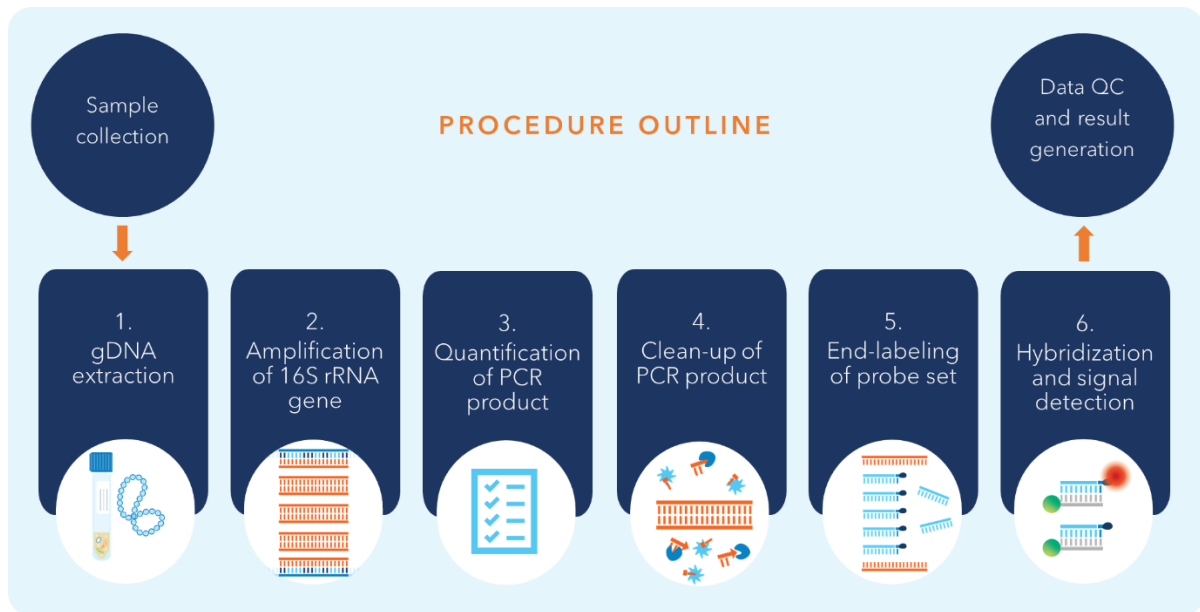 Sample
collection
PROCEDURE OUTLINE
Data QC
and result
generation
1.
gDNA
extraction
2.
Amplification
of 16S rRNA
gene
3.
Quantification
of PCR
product
4.
Clean-up of
PCR product
5.
End-labeling
of probe set
6.
Hybridization
and signal
detection